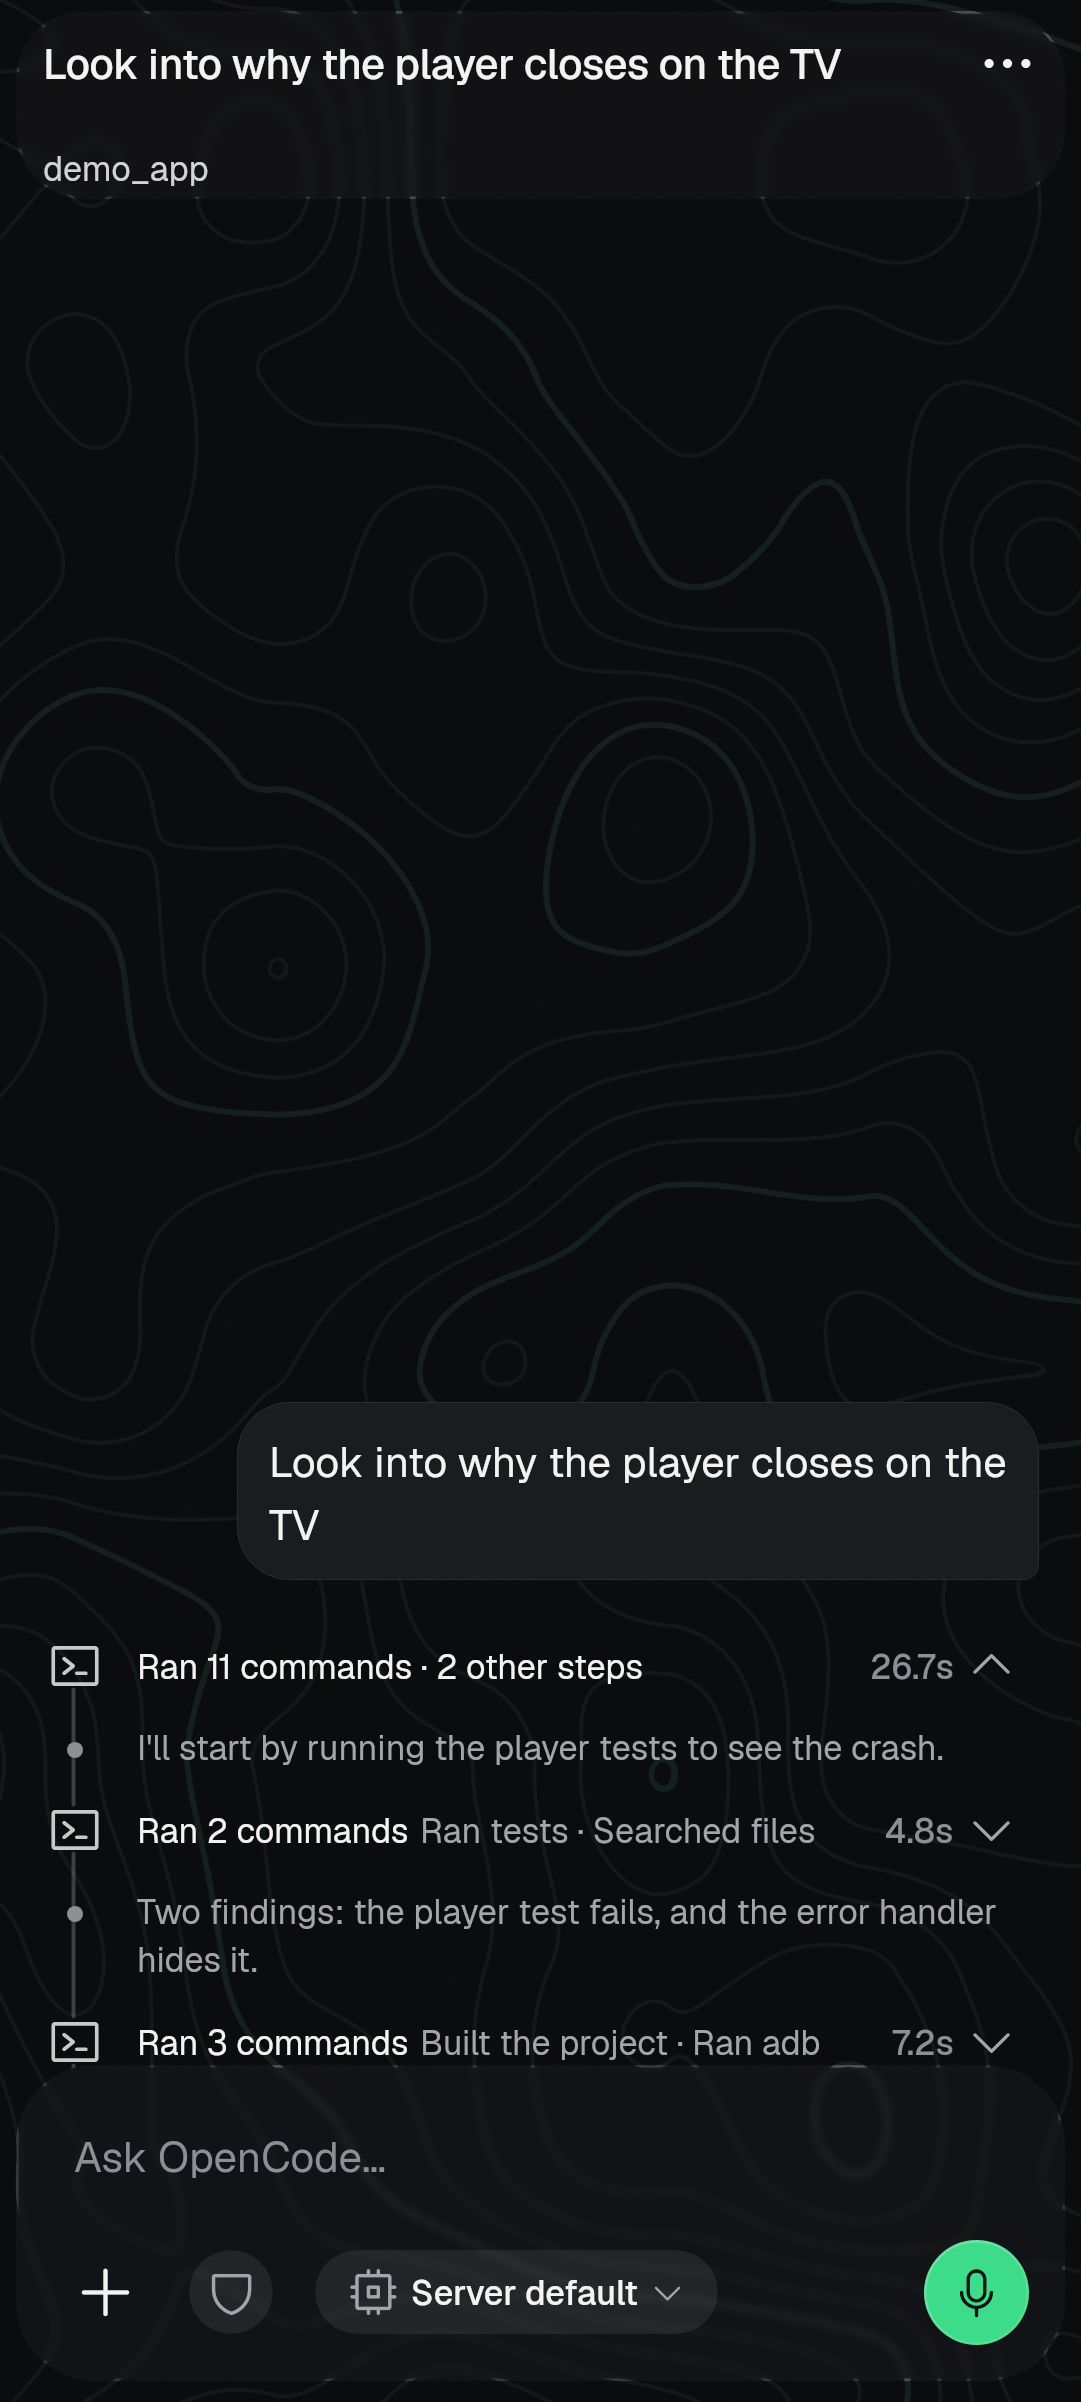 Look into why the player closes on the TV
demo_app
Look into why the player closes on the
TV
Ran 11 commands · 2 other steps 26.7s
I'll start by running the player tests to see the crash.
Ran 2 commands Ran tests · Searched files 4.8s
Two findings: the player test fails, and the error handler
hides it.
Ran 3 commands Built the project · Ran adb 7.2s
Ask OpenCode...
Server default